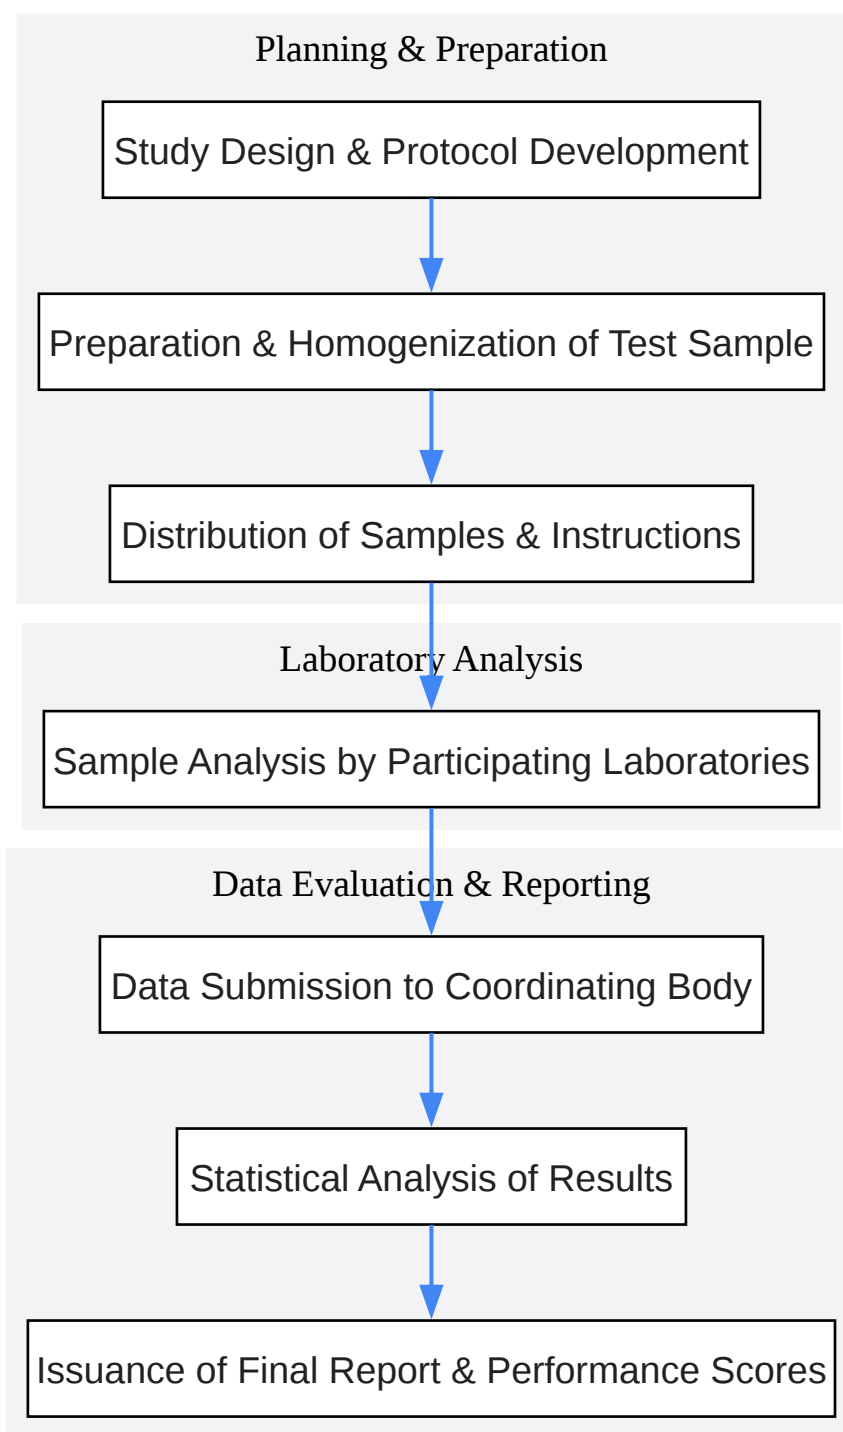 Planning & Preparation
Study Design & Protocol Development
Preparation & Homogenization of Test Sample
Distribution of Samples & Instructions
Laboratory Analysis
Sample Analysis by Participating Laboratories
Data Evaluation & Reporting
Data Submission to Coordinating Body
Statistical Analysis of Results
Issuance of Final Report & Performance Scores